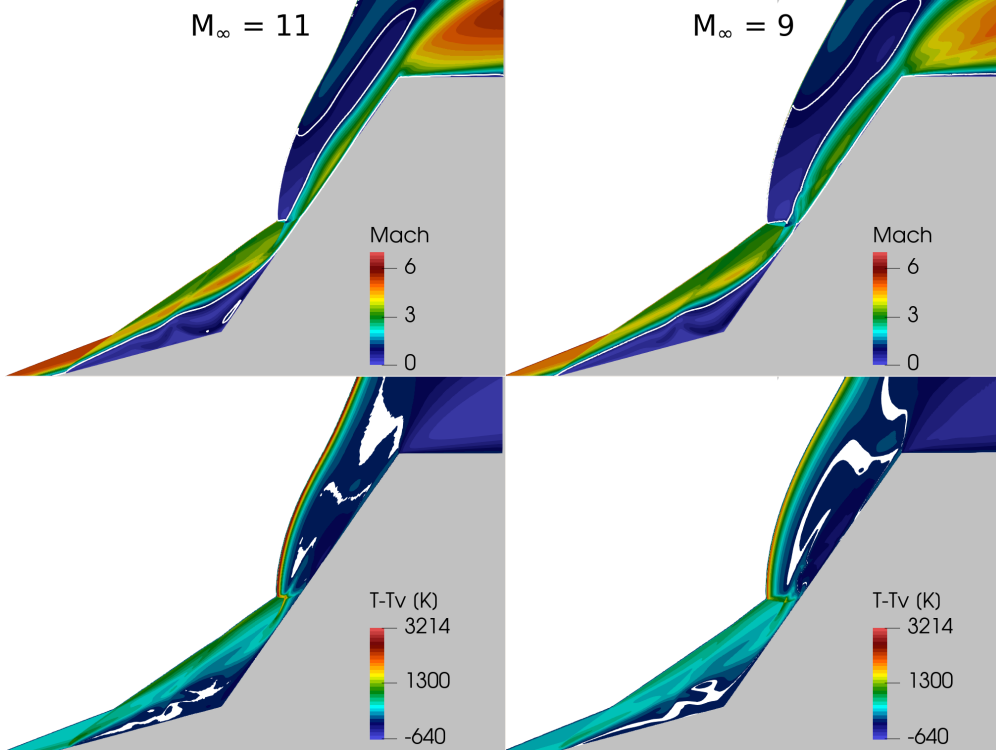 M∞ = 11
M∞ = 9
Mach
6
3
0
Mach
6
3
0
T-Tv (K)
3214
1300
-640
T-Tv (K)
3214
1300
-640